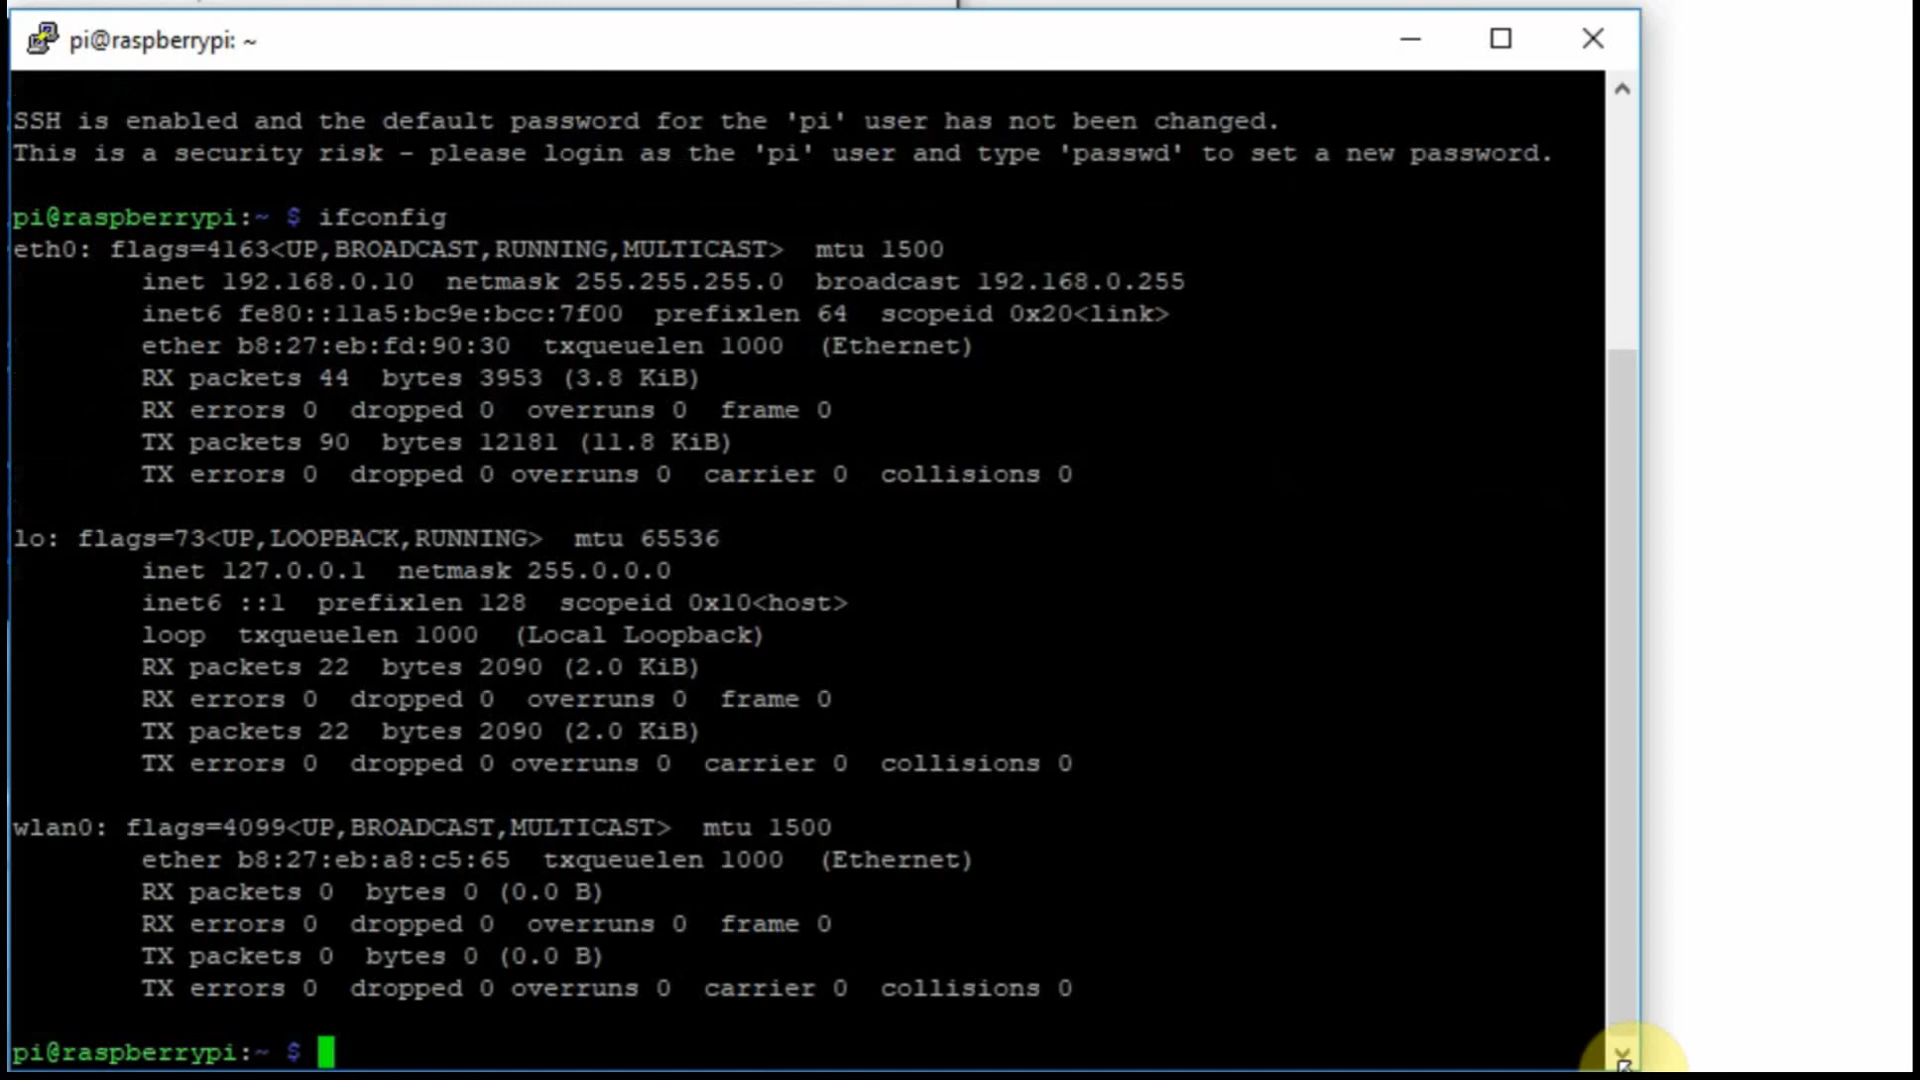 pi@raspberrypi: ~
SSH is enabled and the default password for the 'pi' user has not been changed.
This is a security risk - please login as the 'pi' user and type 'passwd' to set a new password.
pi@raspberrypi:~ $ ifconfig
eth0: flags=4163<UP,BROADCAST,RUNNING,MULTICAST>  mtu 1500
        inet 192.168.0.10  netmask 255.255.255.0  broadcast 192.168.0.255
        inet6 fe80::11a5:bc9e:bcc:7f00  prefixlen 64  scopeid 0x20<link>
        ether b8:27:eb:fd:90:30  txqueuelen 1000  (Ethernet)
        RX packets 44  bytes 3953 (3.8 KiB)
        RX errors 0  dropped 0  overruns 0  frame 0
        TX packets 90  bytes 12181 (11.8 KiB)
        TX errors 0  dropped 0 overruns 0  carrier 0  collisions 0
lo: flags=73<UP,LOOPBACK,RUNNING>  mtu 65536
        inet 127.0.0.1  netmask 255.0.0.0
        inet6 ::1  prefixlen 128  scopeid 0x10<host>
        loop  txqueuelen 1000  (Local Loopback)
        RX packets 22  bytes 2090 (2.0 KiB)
        RX errors 0  dropped 0  overruns 0  frame 0
        TX packets 22  bytes 2090 (2.0 KiB)
        TX errors 0  dropped 0 overruns 0  carrier 0  collisions 0
wlan0: flags=4099<UP,BROADCAST,MULTICAST>  mtu 1500
        ether b8:27:eb:a8:c5:65  txqueuelen 1000  (Ethernet)
        RX packets 0  bytes 0 (0.0 B)
        RX errors 0  dropped 0  overruns 0  frame 0
        TX packets 0  bytes 0 (0.0 B)
        TX errors 0  dropped 0 overruns 0  carrier 0  collisions 0
pi@raspberrypi:~ $